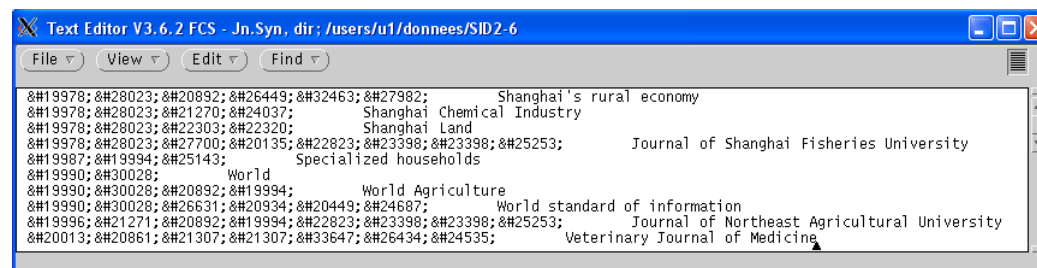 Text Editor V3.6.2 FCS - Jn.Syn, dir; /users/u1/donnees/SID2-6
File View Edit Find
&#19978;&#28023;&#20892;&#26449;&#32463;&#27982; Shanghai's rural economy
&#19978;&#28023;&#21270;&#24037; Shanghai Chemical Industry
&#19978;&#28023;&#22303;&#22320; Shanghai Land
&#19978;&#28023;&#27700;&#20135;&#22823;&#23398;&#23398;&#25253; Journal of Shanghai Fisheries University
&#19987;&#19994;&#25143; Specialized households
&#19990;&#30028; World
&#19990;&#30028;&#20892;&#19994; World Agriculture
&#19990;&#30028;&#26631;&#20934;&#20449;&#24687; World standard of information
&#19996;&#21271;&#20892;&#19994;&#22823;&#23398;&#23398;&#25253; Journal of Northeast Agricultural University
&#20013;&#20861;&#21307;&#21307;&#33647;&#26434;&#24535; Veterinary Journal of Medicine